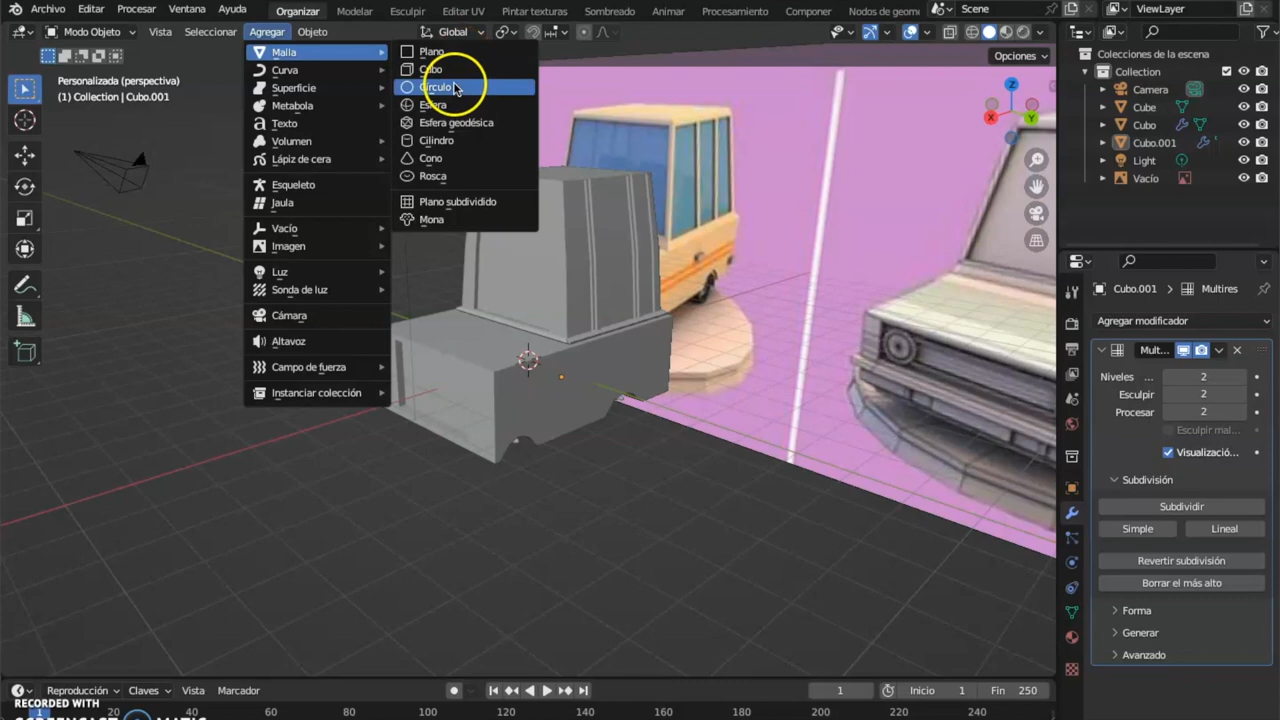 Archivo Editar Procesar Ventana Ayuda Organizar Modelar Esculpir Editar UV Pintar texturas Sombreado Animar Procesamiento Componer Nodos de geome Scene ViewLayer
Modo Objeto Vista Seleccionar Agregar Objeto Global
Opciones
Personalizada (perspectiva)
(1) Collection | Cubo.001
Malla
Curva
Superficie
Metabola
Texto
Volumen
Lápiz de cera
Esqueleto
Jaula
Vacío
Imagen
Luz
Sonda de luz
Cámara
Altavoz
Campo de fuerza
Instanciar colección
Plano
Cubo
Círculo
Esfera
Esfera geodésica
Cilindro
Cono
Rosca
Plano subdividido
Mona
Z
X
Y
Colecciones de la escena
Collection
Camera
Cube
Cubo
Cubo.001
Light
Vacío
Cubo.001 Multires
Agregar modificador
Mult...
Niveles ... 2
Esculpir 2
Procesar 2
Esculpir mal...
Visualizació...
Subdivisión
Subdividir
Simple Lineal
Revertir subdivisión
Borrar el más alto
Forma
Generar
Avanzado
Reproducción Claves Vista Marcador 1 Inicio 1 Fin 250
1 20 40 60 80 100 120 140 160 180 200 220 240
RECORDED WITH
SCREENCAST MATIC